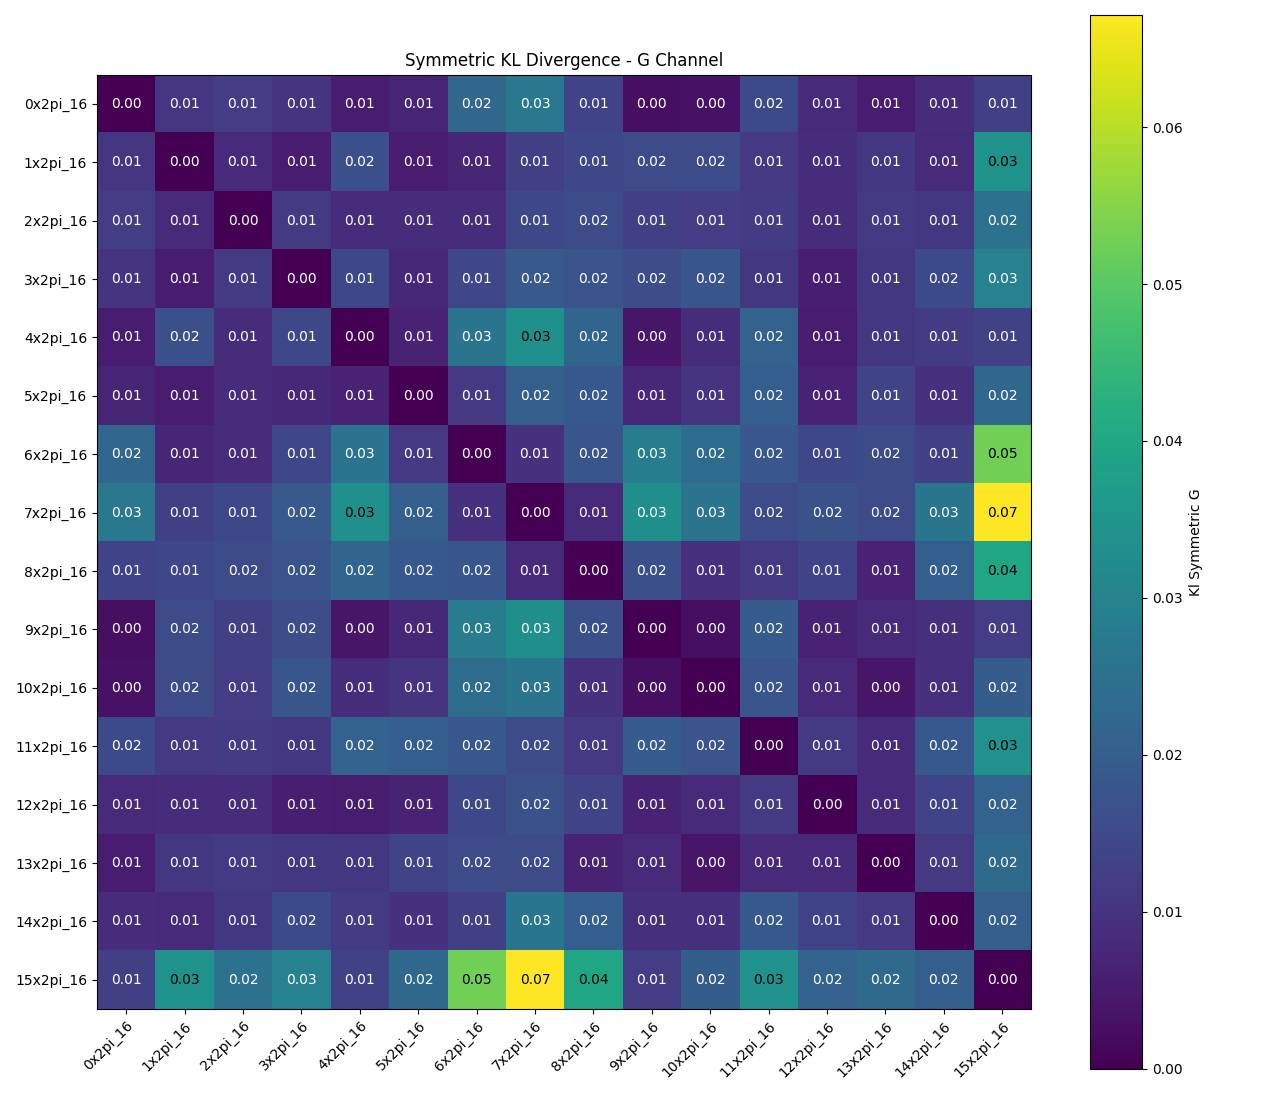 Symmetric KL Divergence - G Channel
0x2pi_16 0.00 0.01 0.01 0.01 0.01 0.01 0.02 0.03 0.01 0.00 0.00 0.02 0.01 0.01 0.01 0.01
1x2pi_16 0.01 0.00 0.01 0.01 0.02 0.01 0.01 0.01 0.01 0.02 0.02 0.01 0.01 0.01 0.01 0.03
2x2pi_16 0.01 0.01 0.00 0.01 0.01 0.01 0.01 0.01 0.02 0.01 0.01 0.01 0.01 0.01 0.01 0.02
3x2pi_16 0.01 0.01 0.01 0.00 0.01 0.01 0.01 0.02 0.02 0.02 0.02 0.01 0.01 0.01 0.02 0.03
4x2pi_16 0.01 0.02 0.01 0.01 0.00 0.01 0.03 0.03 0.02 0.00 0.01 0.02 0.01 0.01 0.01 0.01
5x2pi_16 0.01 0.01 0.01 0.01 0.01 0.00 0.01 0.02 0.02 0.01 0.01 0.02 0.01 0.01 0.01 0.02
6x2pi_16 0.02 0.01 0.01 0.01 0.03 0.01 0.00 0.01 0.02 0.03 0.02 0.02 0.01 0.02 0.01 0.05
7x2pi_16 0.03 0.01 0.01 0.02 0.03 0.02 0.01 0.00 0.01 0.03 0.03 0.02 0.02 0.02 0.03 0.07
8x2pi_16 0.01 0.01 0.02 0.02 0.02 0.02 0.02 0.01 0.00 0.02 0.01 0.01 0.01 0.01 0.02 0.04
9x2pi_16 0.00 0.02 0.01 0.02 0.00 0.01 0.03 0.03 0.02 0.00 0.00 0.02 0.01 0.01 0.01 0.01
10x2pi_16 0.00 0.02 0.01 0.02 0.01 0.01 0.02 0.03 0.01 0.00 0.00 0.02 0.01 0.00 0.01 0.02
11x2pi_16 0.02 0.01 0.01 0.01 0.02 0.02 0.02 0.02 0.01 0.02 0.02 0.00 0.01 0.01 0.02 0.03
12x2pi_16 0.01 0.01 0.01 0.01 0.01 0.01 0.01 0.02 0.01 0.01 0.01 0.01 0.00 0.01 0.01 0.02
13x2pi_16 0.01 0.01 0.01 0.01 0.01 0.01 0.02 0.02 0.01 0.01 0.00 0.01 0.01 0.00 0.01 0.02
14x2pi_16 0.01 0.01 0.01 0.02 0.01 0.01 0.01 0.03 0.02 0.01 0.01 0.02 0.01 0.01 0.00 0.02
15x2pi_16 0.01 0.03 0.02 0.03 0.01 0.02 0.05 0.07 0.04 0.01 0.02 0.03 0.02 0.02 0.02 0.00
0x2pi_16 1x2pi_16 2x2pi_16 3x2pi_16 4x2pi_16 5x2pi_16 6x2pi_16 7x2pi_16 8x2pi_16 9x2pi_16 10x2pi_16 11x2pi_16 12x2pi_16 13x2pi_16 14x2pi_16 15x2pi_16
0.06
0.05
0.04
0.03
0.02
0.01
0.00
Kl Symmetric G